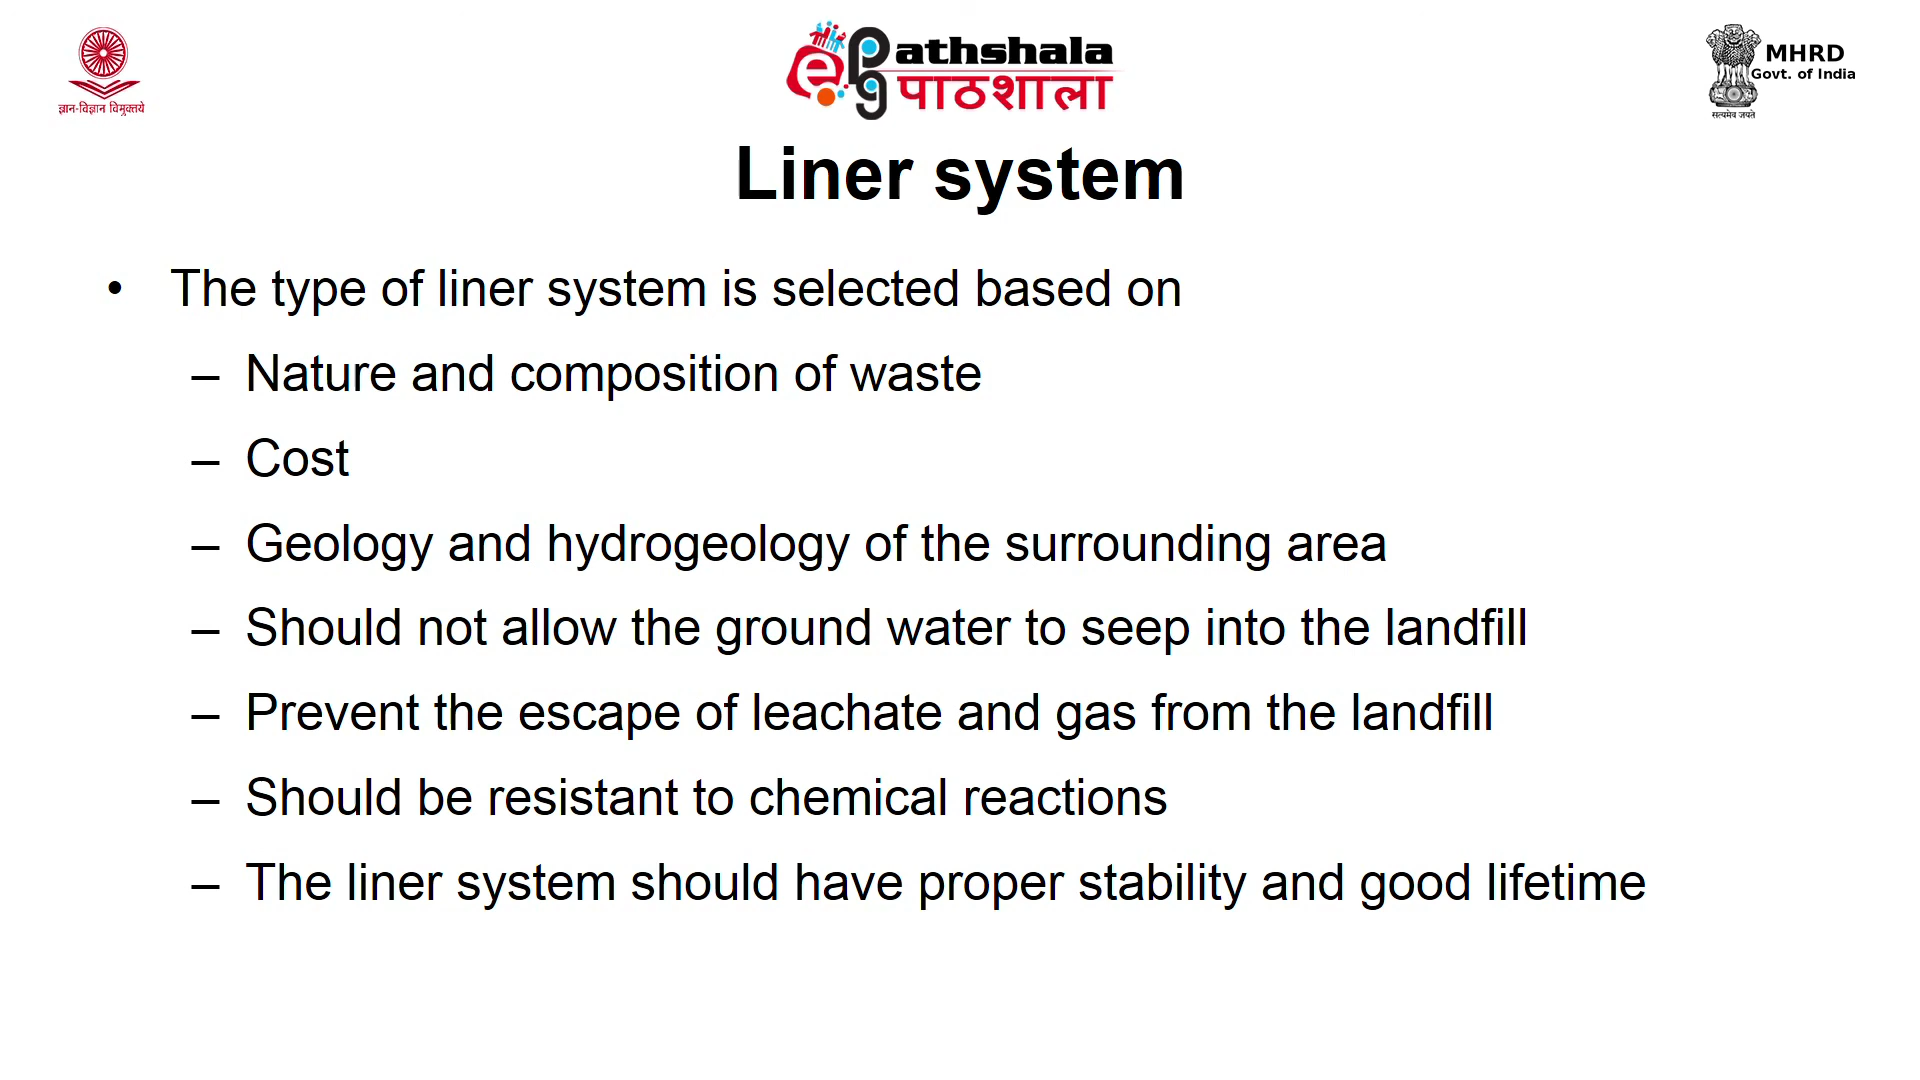 ज्ञान-विज्ञान विमुक्तये
ePG athshala
पाठशाला
MHRD
Govt. of India
सत्यमेव जयते
Liner system
• The type of liner system is selected based on
– Nature and composition of waste
– Cost
– Geology and hydrogeology of the surrounding area
– Should not allow the ground water to seep into the landfill
– Prevent the escape of leachate and gas from the landfill
– Should be resistant to chemical reactions
– The liner system should have proper stability and good lifetime